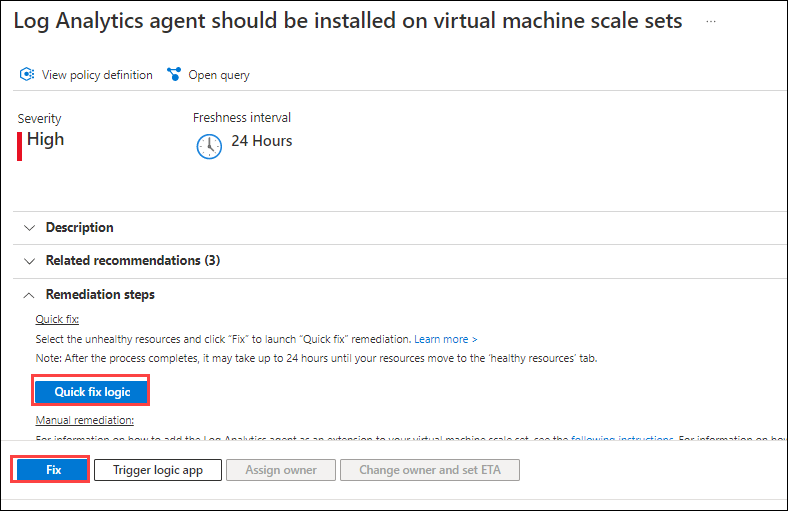 Log Analytics agent should be installed on virtual machine scale sets ...
View policy definition Open query
Severity Freshness interval
High 24 Hours
Description
Related recommendations (3)
Remediation steps
Quick fix:
Select the unhealthy resources and click “Fix” to launch “Quick fix” remediation. Learn more >
Note: After the process completes, it may take up to 24 hours until your resources move to the ‘healthy resources’ tab.
Quick fix logic
Manual remediation:
For information on how to add the Log Analytics agent as an extension to your virtual machine scale set, see the following instructions. For information on how
Fix Trigger logic app Assign owner Change owner and set ETA